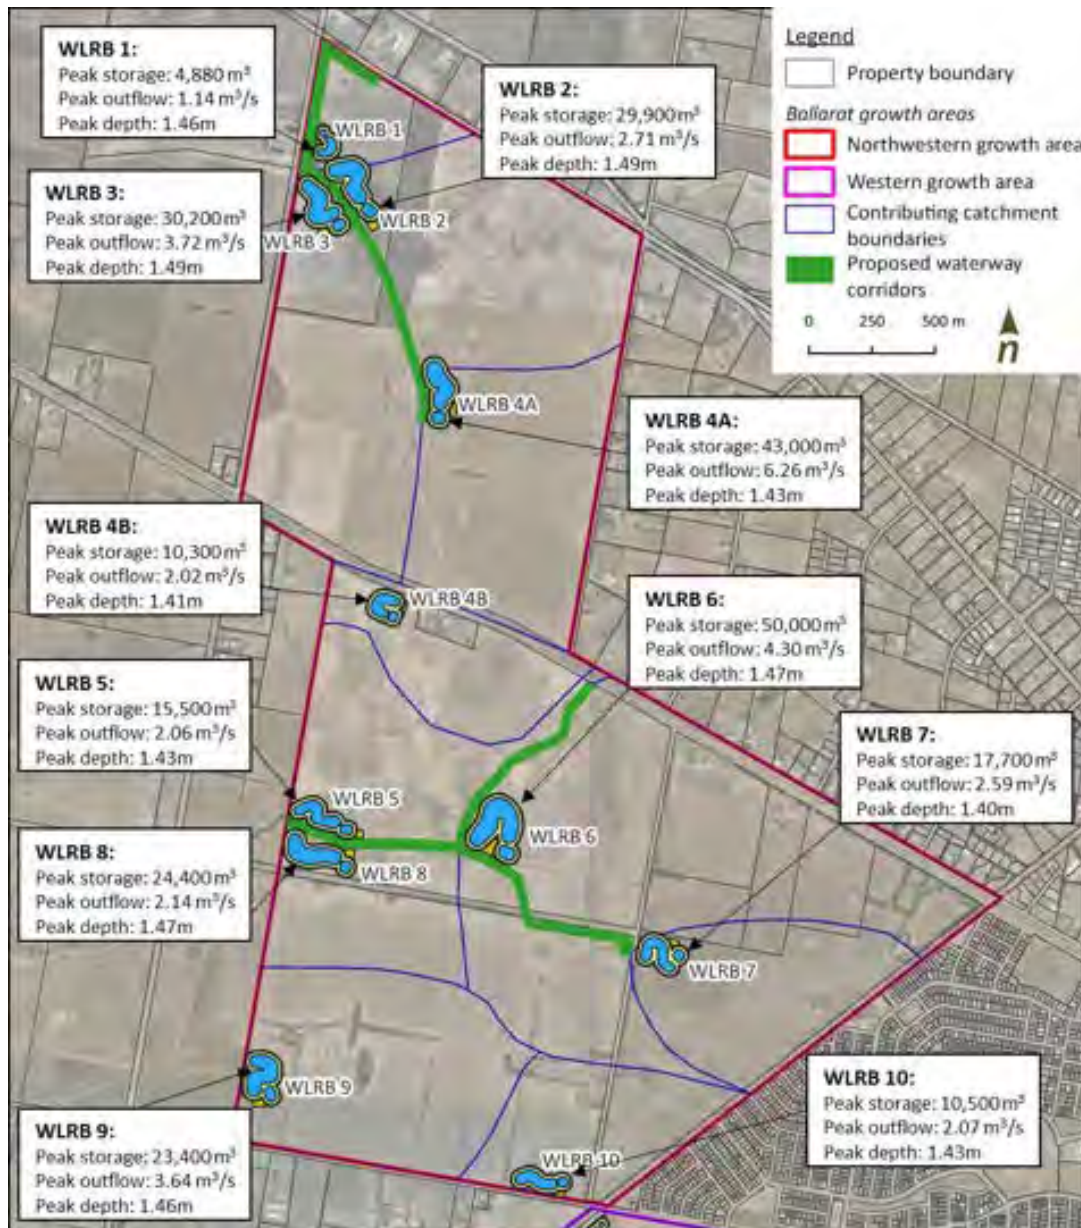 WLRB 1:
Peak storage: 4,880 m³
Peak outflow: 1.14 m³/s
Peak depth: 1.46m
WLRB 2:
Peak storage: 29,900 m³
Peak outflow: 2.71 m³/s
Peak depth: 1.49m
WLRB 3:
Peak storage: 30,200 m³
Peak outflow: 3.72 m³/s
Peak depth: 1.49m
WLRB 1
WLRB 2
WLRB 3
Legend
Property boundary
Ballarat growth areas
Northwestern growth area
Western growth area
Contributing catchment
boundaries
Proposed waterway
corridors
0 250 500 m
n
WLRB 4A
WLRB 4A:
Peak storage: 43,000 m³
Peak outflow: 6.26 m³/s
Peak depth: 1.43m
WLRB 4B:
Peak storage: 10,300 m³
Peak outflow: 2.02 m³/s
Peak depth: 1.41m
WLRB 4B
WLRB 6:
Peak storage: 50,000 m³
Peak outflow: 4.30 m³/s
Peak depth: 1.47m
WLRB 5:
Peak storage: 15,500 m³
Peak outflow: 2.06 m³/s
Peak depth: 1.43m
WLRB 7:
Peak storage: 17,700 m³
Peak outflow: 2.59 m³/s
Peak depth: 1.40m
WLRB 5
WLRB 6
WLRB 8
WLRB 8:
Peak storage: 24,400 m³
Peak outflow: 2.14 m³/s
Peak depth: 1.47m
WLRB 7
WLRB 9
WLRB 10:
Peak storage: 10,500 m³
Peak outflow: 2.07 m³/s
Peak depth: 1.43m
WLRB 9:
Peak storage: 23,400 m³
Peak outflow: 3.64 m³/s
Peak depth: 1.46m
WLRB 10